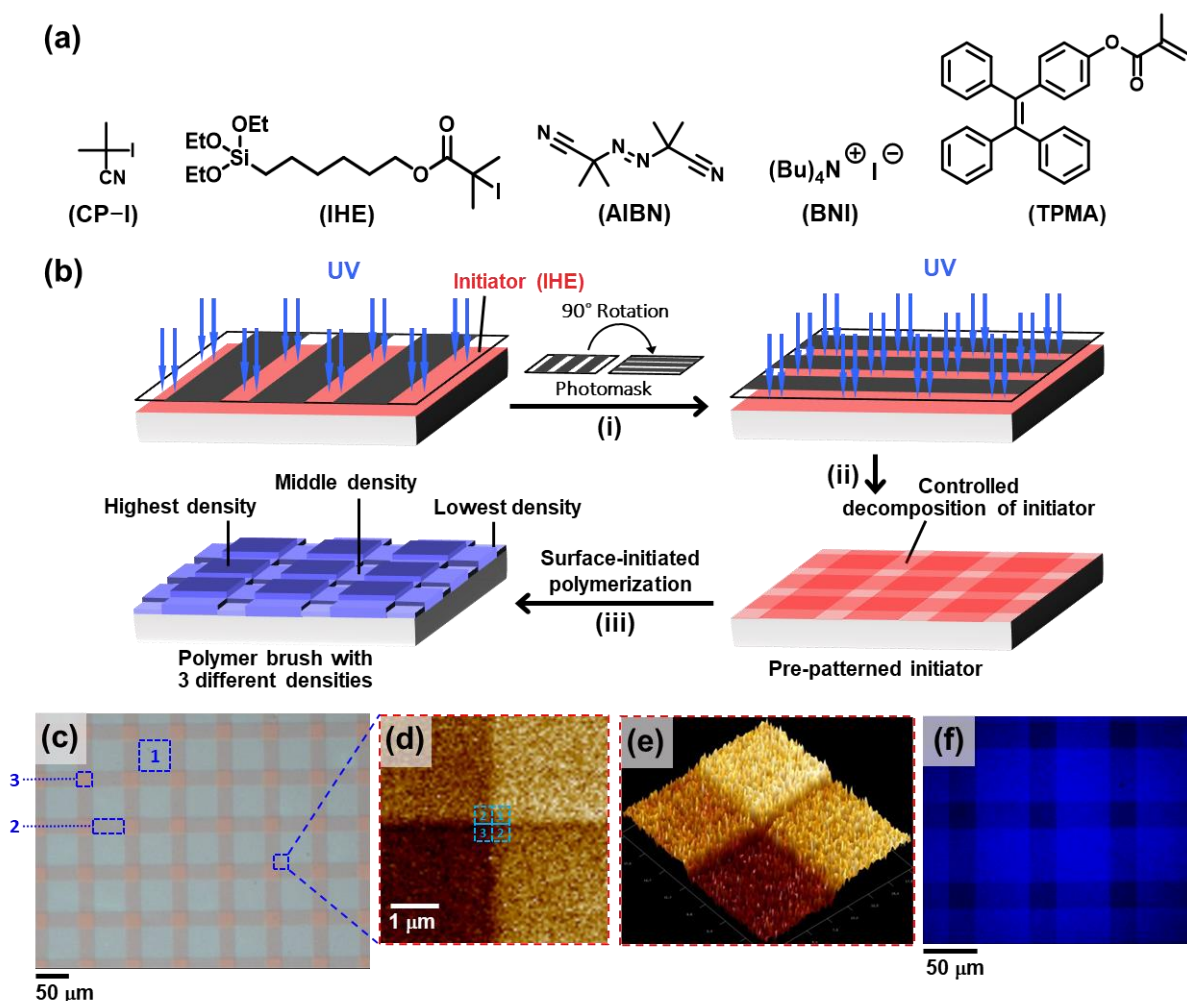 (a)
OEt
EtO
Si
EtO
O
O
I
I
CN
(CP–I)
(IHE)
N
N
N
N
(AIBN)
(Bu)4N + I −
(BNI)
O
O
(TPMA)
(b)
UV
Initiator (IHE)
90° Rotation
Photomask
(i)
UV
(ii)
Controlled
decomposition of initiator
Middle density
Highest density
Lowest density
Surface-initiated
polymerization
(iii)
Polymer brush with
3 different densities
Pre-patterned initiator
(c)
1
3
2
50 μm
(d)
2 1
3 2
1 μm
(e)
(f)
50 μm